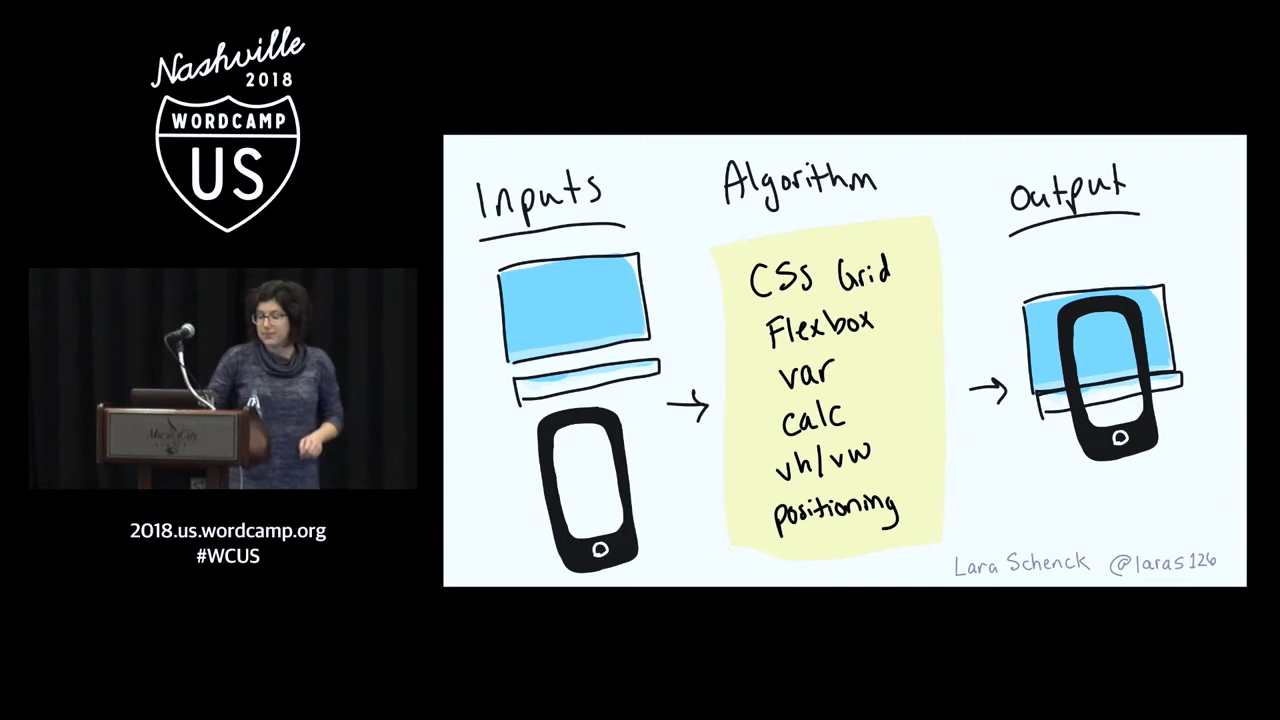 Nashville
2018
WORDCAMP
US
2018.us.wordcamp.org
#WCUS
Inputs
Algorithm
Output
CSS Grid
Flexbox
var
calc
vh/vw
positioning
Lara Schenck @laras126